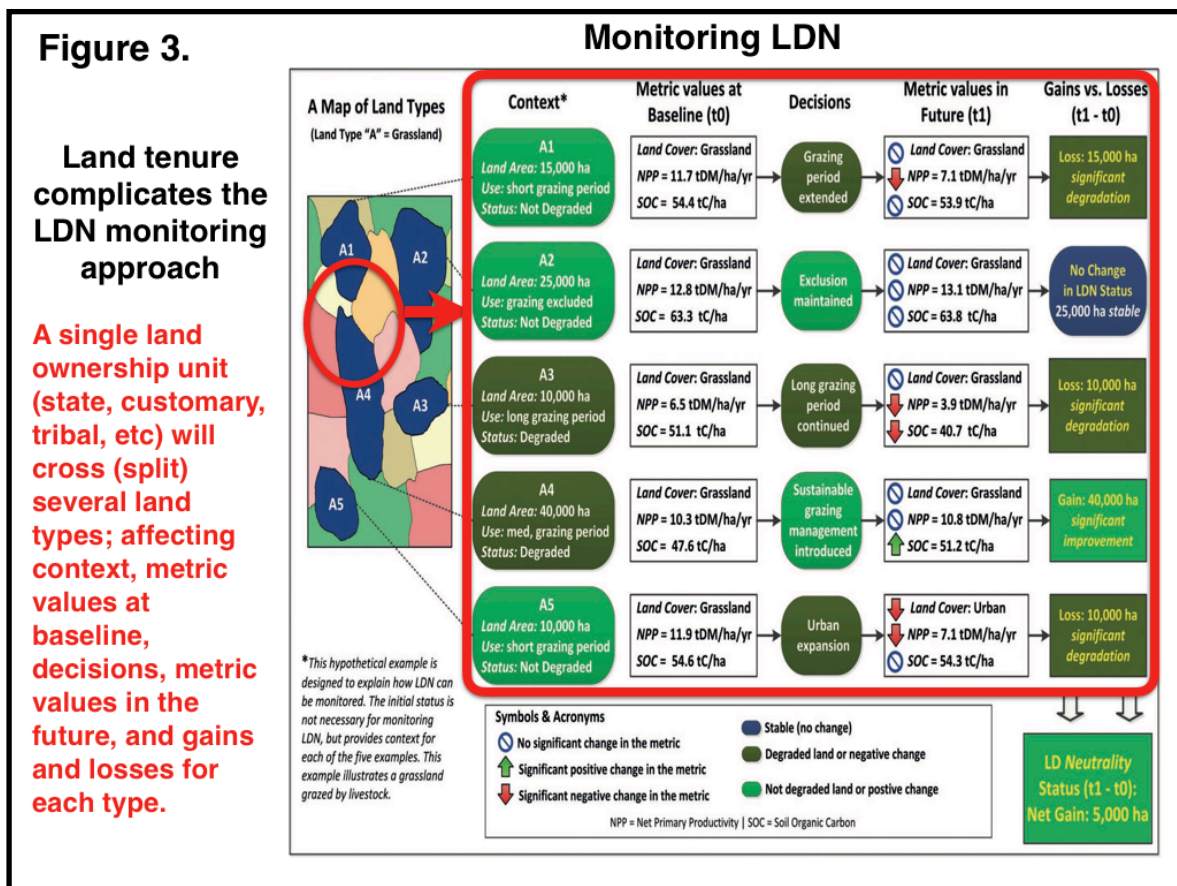 Figure 3.
Monitoring LDN
Land tenure
complicates the
LDN monitoring
approach
A single land
ownership unit
(state, customary,
tribal, etc) will
cross (split)
several land
types; affecting
context, metric
values at
baseline,
decisions, metric
values in the
future, and gains
and losses for
each type.
A Map of Land Types
(Land Type "A" = Grassland)
A1
A2
A3
A4
A5
*This hypothetical example is
designed to explain how LDN can
be monitored. The initial status is
not necessary for monitoring
LDN, but provides context for
each of the five examples. This
example illustrates a grassland
grazed by livestock.
Context*
Metric values at
Baseline (t0)
Decisions
Metric values in
Future (t1)
Gains vs. Losses
(t1 - t0)
A1
Land Area: 15,000 ha
Use: short grazing period
Status: Not Degraded
Land Cover: Grassland
NPP = 11.7 tDM/ha/yr
SOC = 54.4 tC/ha
Grazing
period
extended
Land Cover: Grassland
NPP = 7.1 tDM/ha/yr
SOC = 53.9 tC/ha
Loss: 15,000 ha
significant
degradation
A2
Land Area: 25,000 ha
Use: grazing excluded
Status: Not Degraded
Land Cover: Grassland
NPP = 12.8 tDM/ha/yr
SOC = 63.3 tC/ha
Exclusion
maintained
Land Cover: Grassland
NPP = 13.1 tDM/ha/yr
SOC = 63.8 tC/ha
No Change
in LDN Status
25,000 ha stable
A3
Land Area: 10,000 ha
Use: long grazing period
Status: Degraded
Land Cover: Grassland
NPP = 6.5 tDM/ha/yr
SOC = 51.1 tC/ha
Long grazing
period
continued
Land Cover: Grassland
NPP = 3.9 tDM/ha/yr
SOC = 40.7 tC/ha
Loss: 10,000 ha
significant
degradation
A4
Land Area: 40,000 ha
Use: med, grazing period
Status: Degraded
Land Cover: Grassland
NPP = 10.3 tDM/ha/yr
SOC = 47.6 tC/ha
Sustainable
grazing
management
introduced
Land Cover: Grassland
NPP = 10.8 tDM/ha/yr
SOC = 51.2 tC/ha
Gain: 40,000 ha
significant
improvement
A5
Land Area: 10,000 ha
Use: short grazing period
Status: Not Degraded
Land Cover: Grassland
NPP = 11.9 tDM/ha/yr
SOC = 54.6 tC/ha
Urban
expansion
Land Cover: Urban
NPP = 7.1 tDM/ha/yr
SOC = 54.3 tC/ha
Loss: 10,000 ha
significant
degradation
Symbols & Acronyms
No significant change in the metric
Significant positive change in the metric
Significant negative change in the metric
Stable (no change)
Degraded land or negative change
Not degraded land or postive change
NPP = Net Primary Productivity | SOC = Soil Organic Carbon
LD Neutrality
Status (t1 - t0):
Net Gain: 5,000 ha